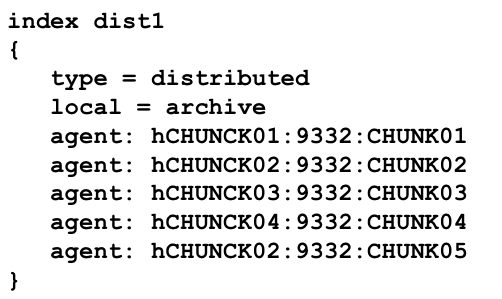 index dist1
{
type = distributed
local = archive
agent: hCHUNCK01:9332:CHUNK01
agent: hCHUNCK02:9332:CHUNK02
agent: hCHUNCK03:9332:CHUNK03
agent: hCHUNCK04:9332:CHUNK04
agent: hCHUNCK02:9332:CHUNK05
}